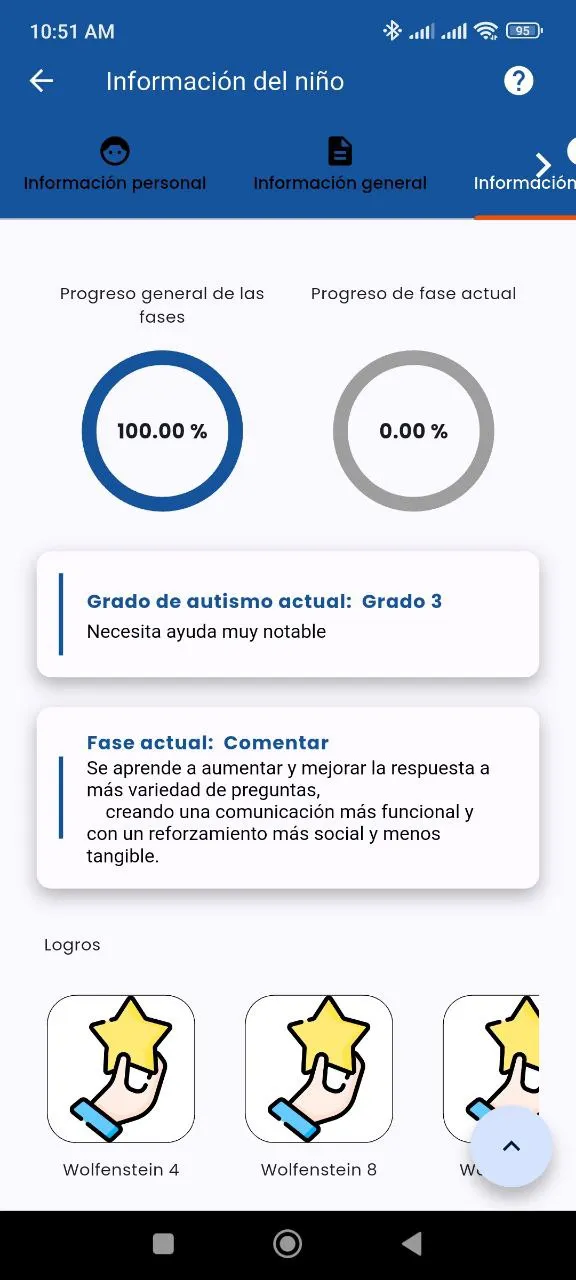 10:51 AM
95
Información del niño
?
Información personal
Información general
Información
Progreso general de las
fases
Progreso de fase actual
100.00 %
0.00 %
Grado de autismo actual: Grado 3
Necesita ayuda muy notable
Fase actual: Comentar
Se aprende a aumentar y mejorar la respuesta a
más variedad de preguntas,
creando una comunicación más funcional y
con un reforzamiento más social y menos
tangible.
Logros
Wolfenstein 4
Wolfenstein 8